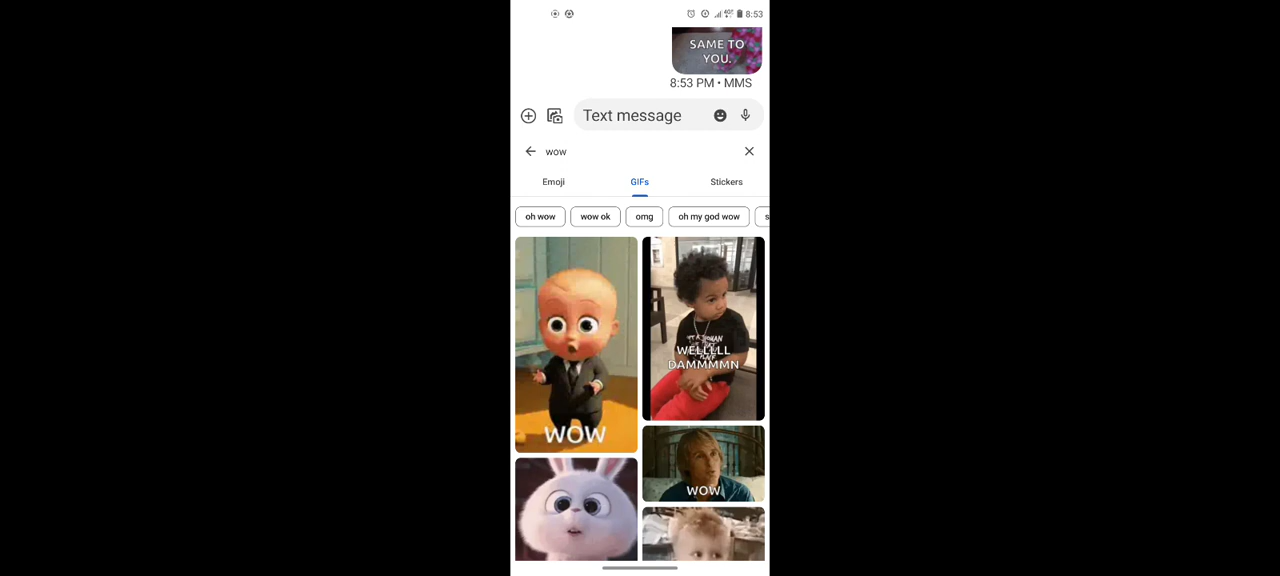 8:53
SAME TO
YOU.
8:53 PM • MMS
Text message
wow
Emoji GIFs Stickers
oh wow wow ok omg oh my god wow s
WELLLLL
DAMMMMN
WOW
WOW